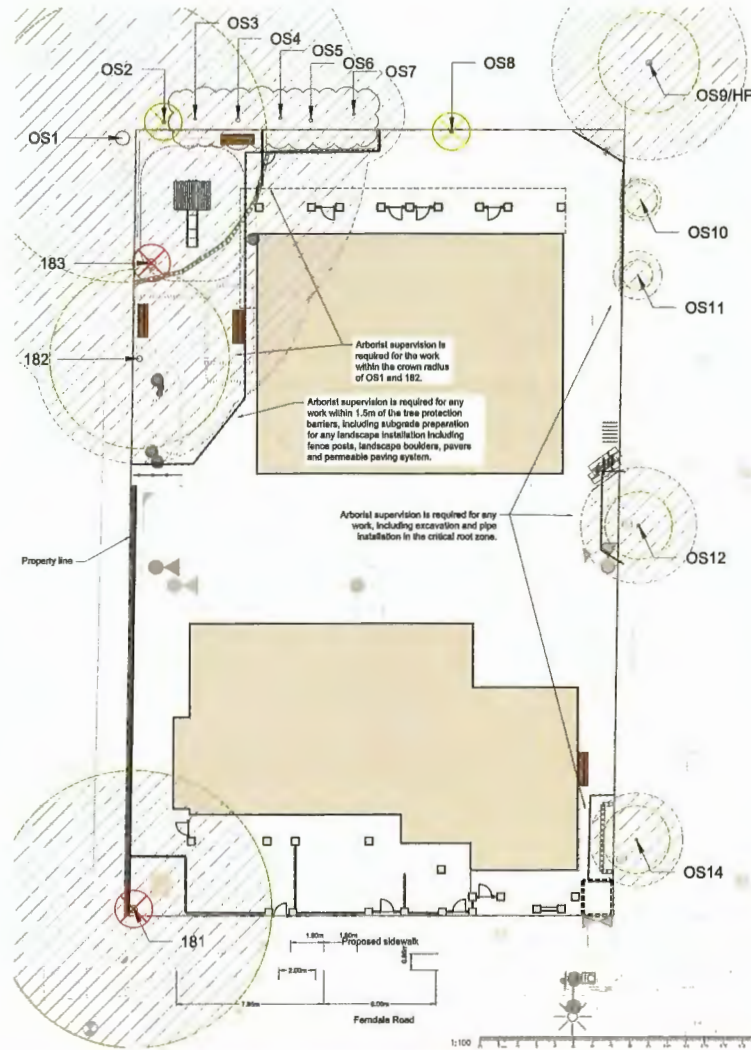 OS3
OS4
OS2
OS5
OS6
OS7
OS8
OS9/HF
OS1
OS10
183
OS11
Arborist supervision is
required for the work
within the crown radius
of OS1 and 182.
182
Arborist supervision is required for any
work within 1.5m of the tree protection
barriers, including subgrade preparation
for any landscape installation including
fence posts, landscape boulders, pavers
and permeable paving system.
Arborist supervision is required for any
work, including excavation and pipe
installation in the critical root zone.
OS12
Property line
OS14
181
Proposed sidewalk
2.00m
Ferndale Road
1:100